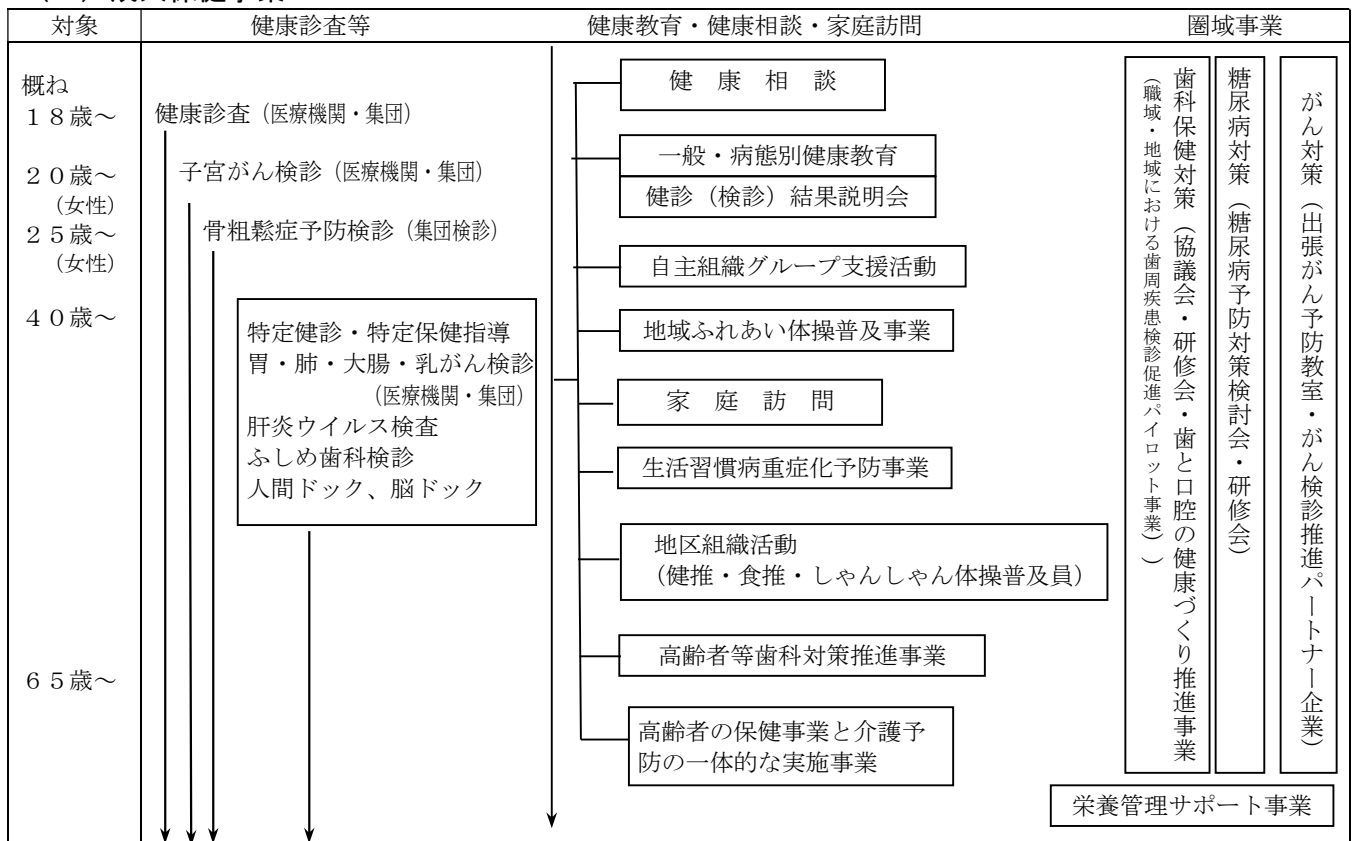 対象
健康診査等
健康教育・健康相談・家庭訪問
圏域事業
概ね
18歳～
20歳～
(女性)
25歳～
(女性)
40歳～
65歳～
健康診査（医療機関・集団）
子宮がん検診（医療機関・集団）
骨粗鬆症予防検診（集団検診）
特定健診・特定保健指導
胃・肺・大腸・乳がん検診
（医療機関・集団）
肝炎ウイルス検査
ふしめ歯科検診
人間ドック、脳ドック
健　康　相　談
一般・病態別健康教育
健診（検診）結果説明会
自主組織グループ支援活動
地域ふれあい体操普及事業
家　庭　訪　問
生活習慣病重症化予防事業
地区組織活動
（健推・食推・しゃんしゃん体操普及員）
高齢者等歯科対策推進事業
高齢者の保健事業と介護予
防の一体的な実施事業
がん対策（出張がん予防教室・がん検診推進パートナー企業）
糖尿病対策（糖尿病予防対策検討会・研修会）
歯科保健対策（協議会・研修会・歯と口腔の健康づくり推進事業
（職域・地域における歯周疾患検診促進パイロット事業））
栄養管理サポート事業